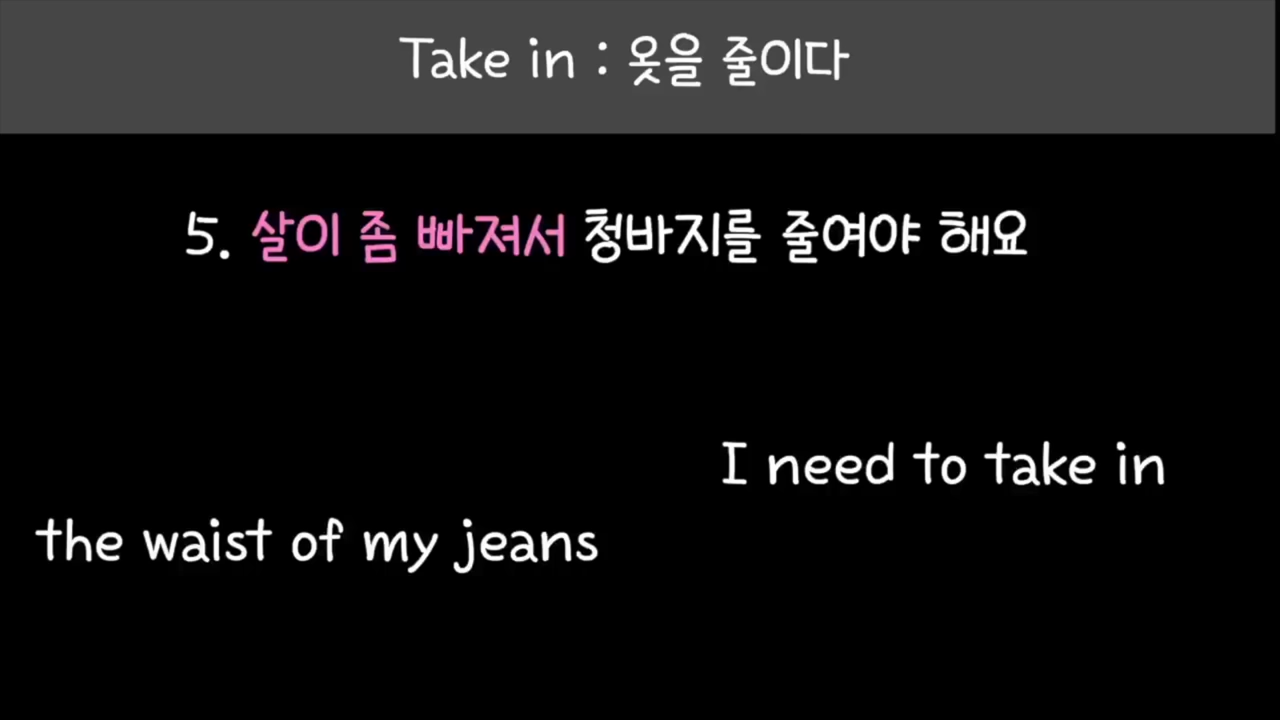 Take in : 옷을 줄이다
5. 살이 좀 빠져서 청바지를 줄여야 해요
I need to take in
the waist of my jeans